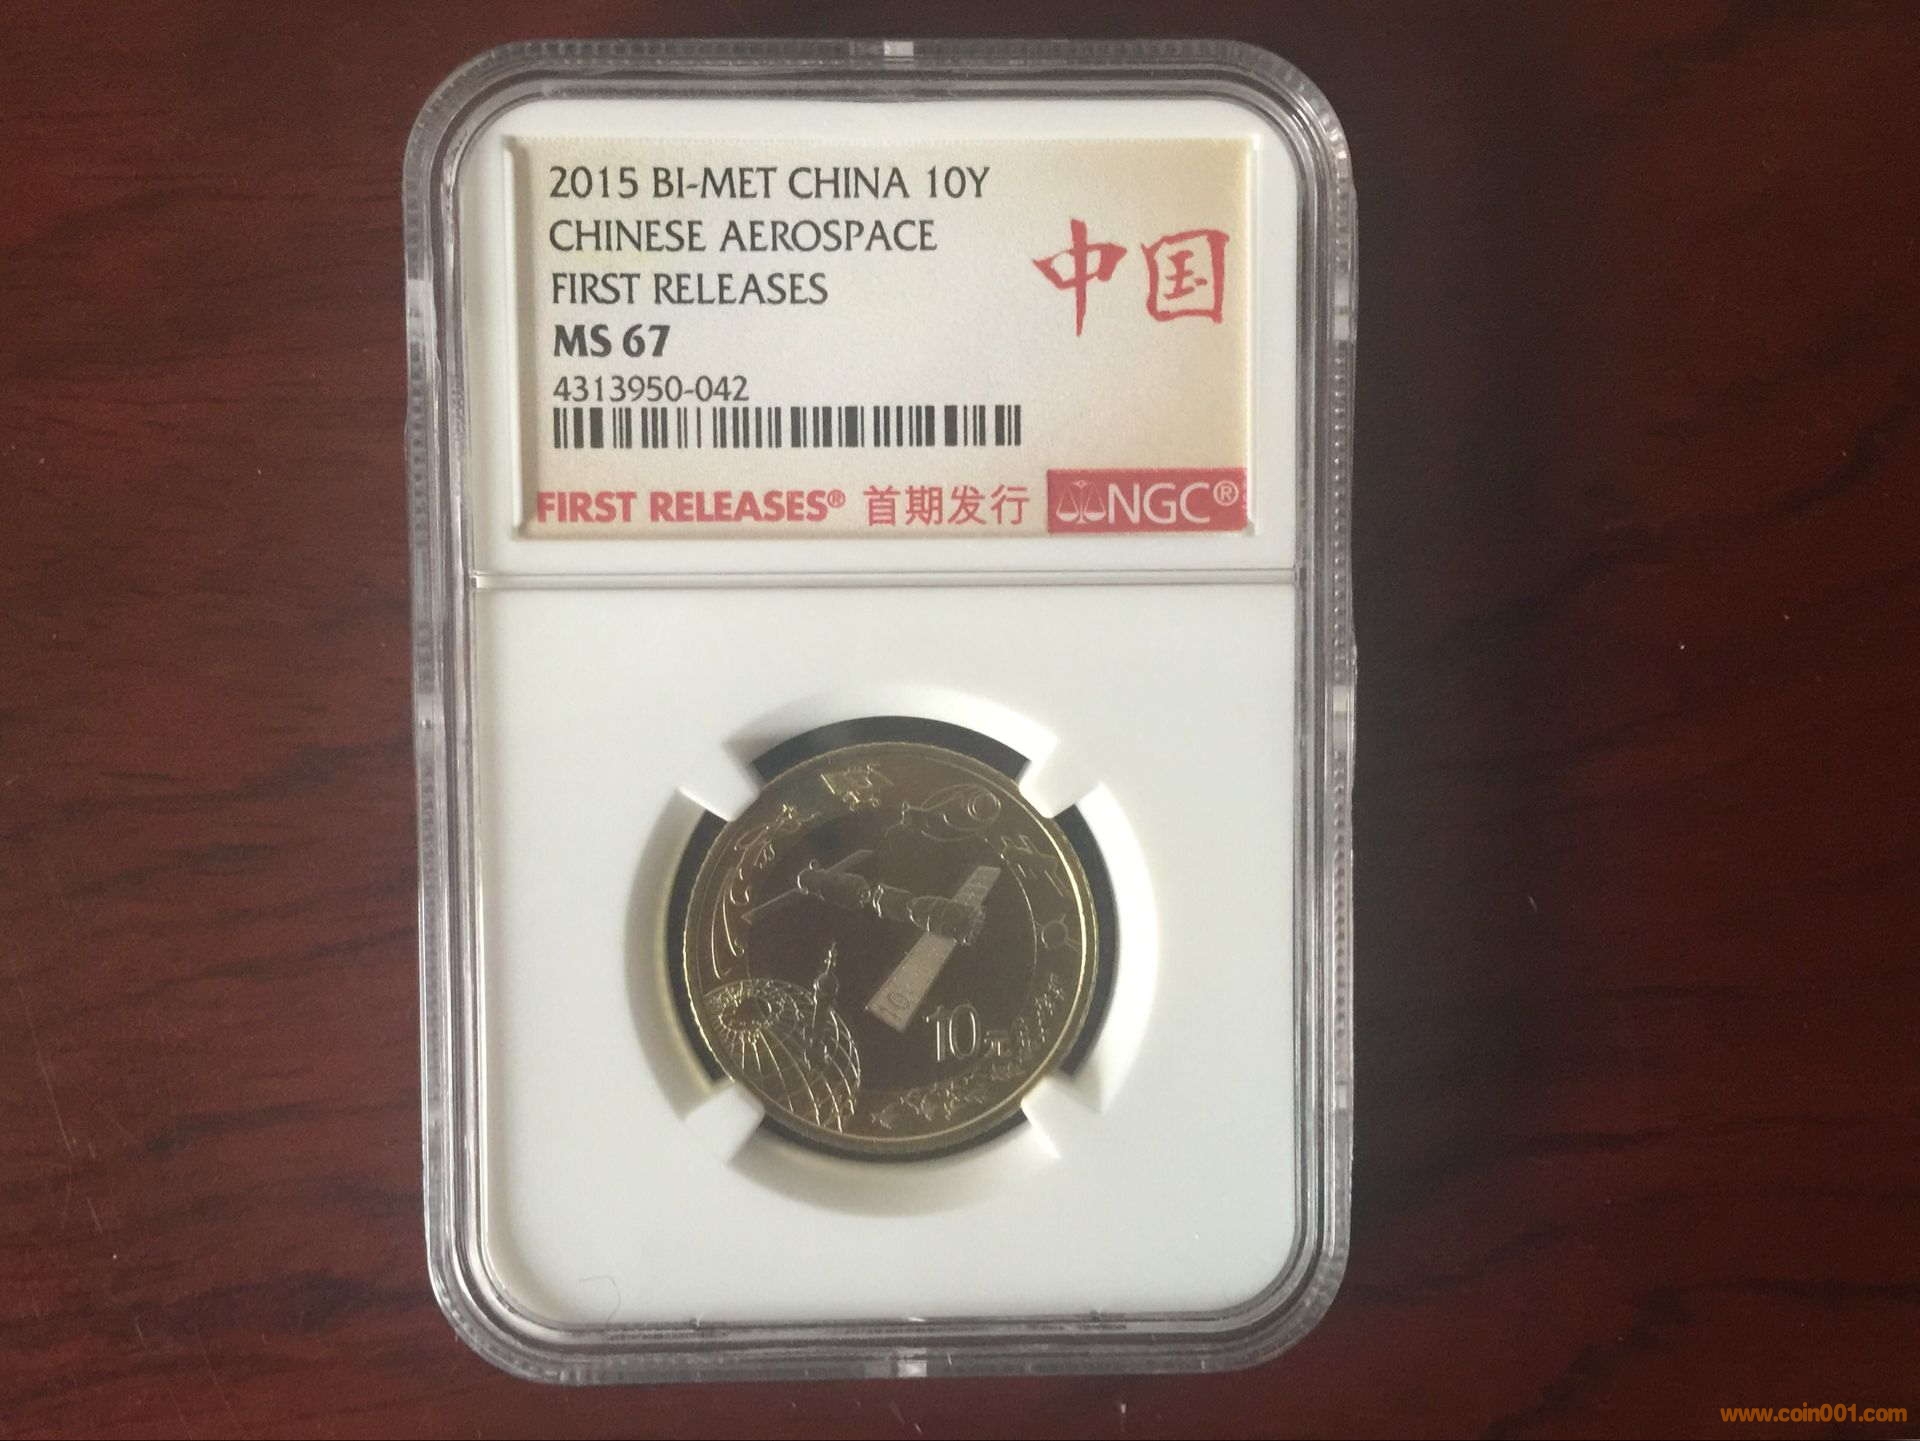 2015 BI-MET CHINA 10Y
CHINESE AEROSPACE
FIRST RELEASES
MS 67
4313950-042
中国
FIRST RELEASES® 首期发行 NGC®
10
10元
www.coin001.com